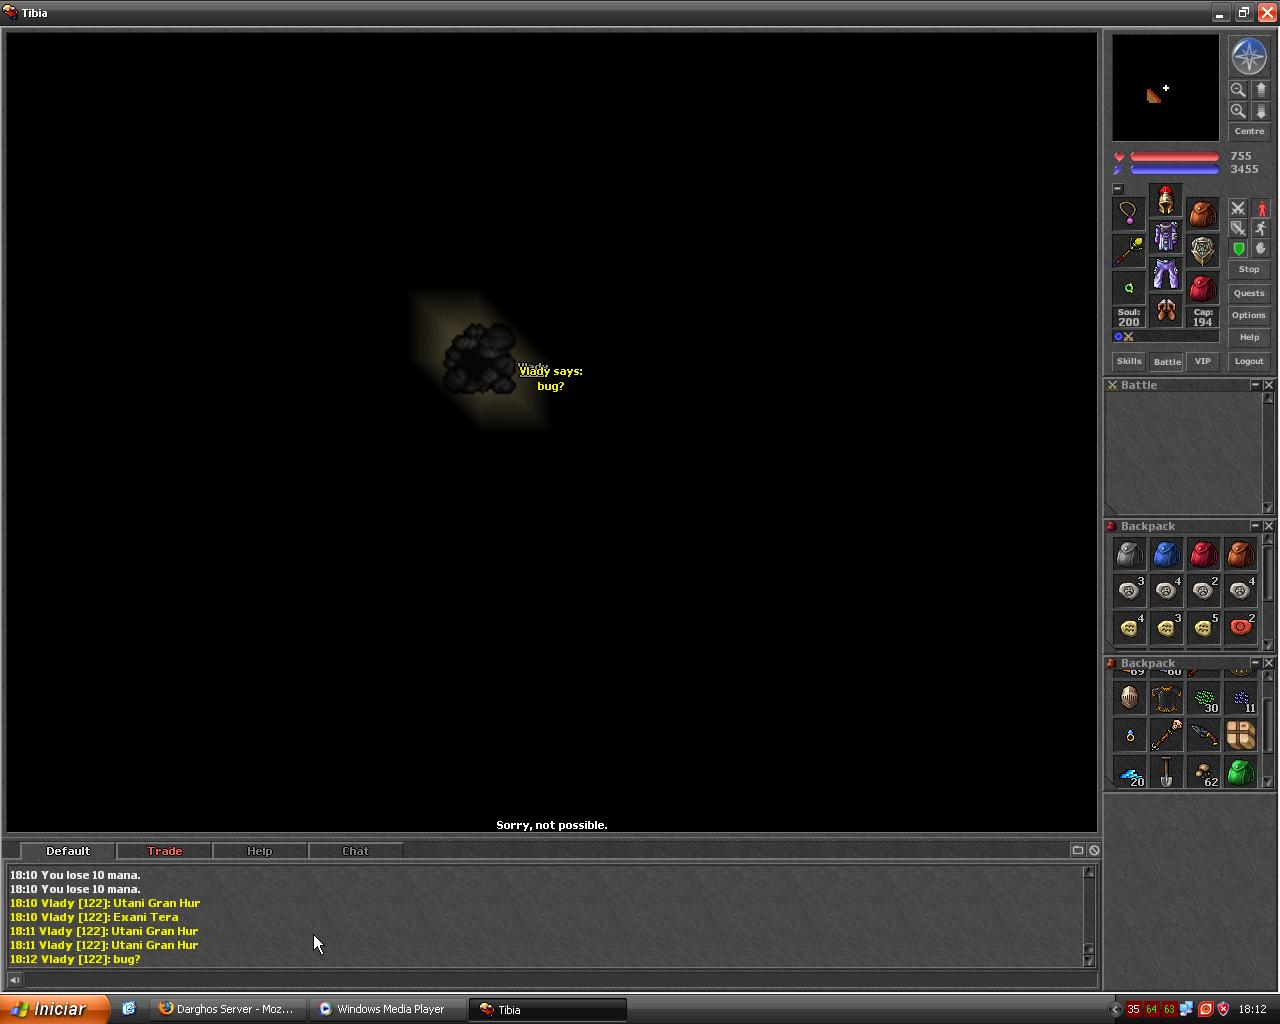 Tibia
Centre
755
3455
Soul:
200
Cap:
194
Stop
Quests
Options
Help
Skills
Battle
VIP
Logout
Battle
Vlady
Vlady says:
bug?
Backpack
3
4
2
4
4
3
5
2
Backpack
69
60
30
11
20
62
Sorry, not possible.
Default
Trade
Help
Chat
18:10 You lose 10 mana.
18:10 You lose 10 mana.
18:10 Vlady [122]: Utani Gran Hur
18:10 Vlady [122]: Exani Tera
18:11 Vlady [122]: Utani Gran Hur
18:11 Vlady [122]: Utani Gran Hur
18:12 Vlady [122]: bug?
Iniciar
Darghos Server - Moz...
Windows Media Player
Tibia
35
64
63
18:12